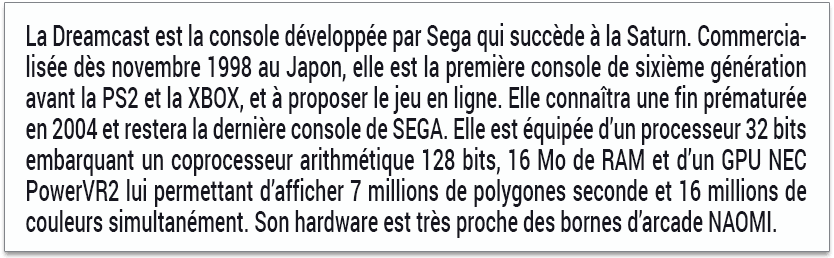 La Dreamcast est la console développée par Sega qui succède à la Saturn. Commercia-
lisée dès novembre 1998 au Japon, elle est la première console de sixième génération
avant la PS2 et la XBOX, et à proposer le jeu en ligne. Elle connaîtra une fin prématurée
en 2004 et restera la dernière console de SEGA. Elle est équipée d’un processeur 32 bits
embarquant un coprocesseur arithmétique 128 bits, 16 Mo de RAM et d’un GPU NEC
PowerVR2 lui permettant d’afficher 7 millions de polygones seconde et 16 millions de
couleurs simultanément. Son hardware est très proche des bornes d’arcade NAOMI.